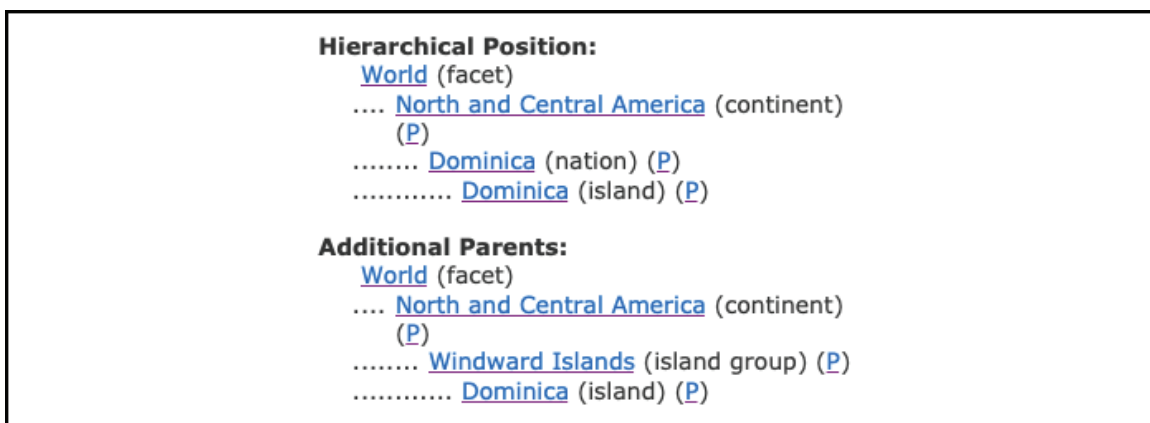 Hierarchical Position:
World (facet)
.... North and Central America (continent)
(P)
........ Dominica (nation) (P)
............ Dominica (island) (P)
Additional Parents:
World (facet)
.... North and Central America (continent)
(P)
........ Windward Islands (island group) (P)
............ Dominica (island) (P)